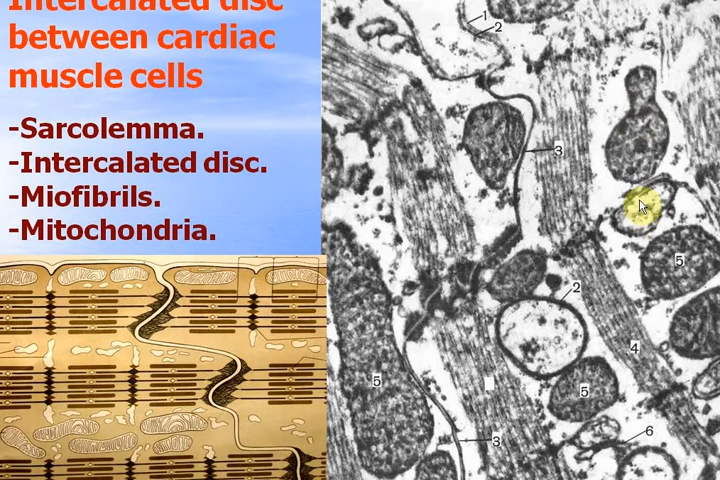 Intercalated disc
between cardiac
muscle cells
-Sarcolemma.
-Intercalated disc.
-Miofibrils.
-Mitochondria.
1
2
3
5
2
4
5
5
6
3